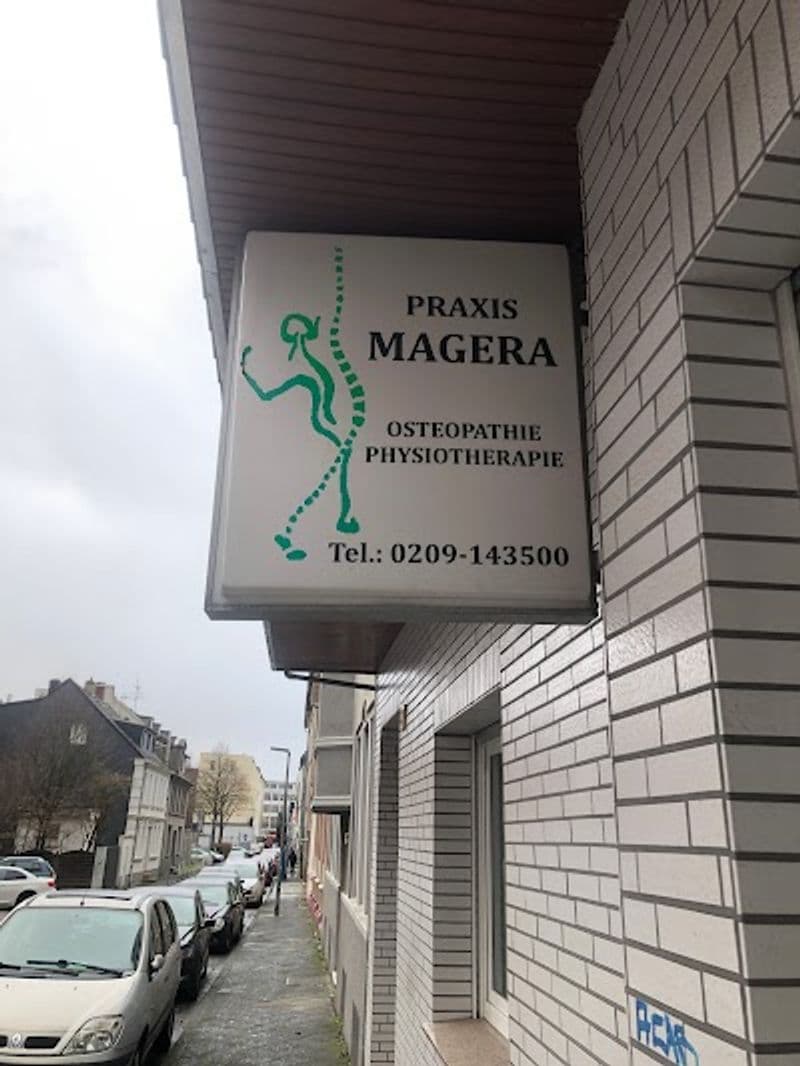 PRAXIS
MAGERA
OSTEOPATHIE
PHYSIOTHERAPIE
Tel.: 0209-143500